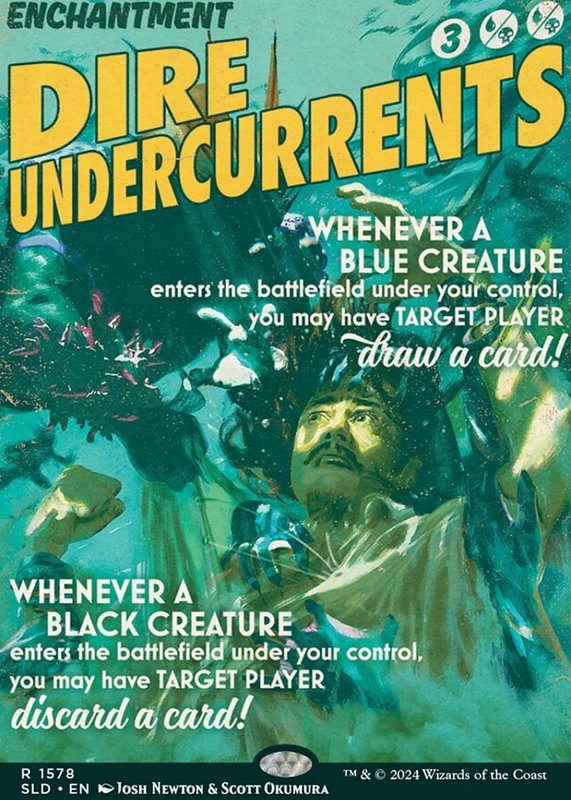 ENCHANTMENT
3
DIRE
UNDERCURRENTS
WHENEVER A
BLUE CREATURE
enters the battlefield under your control,
you may have TARGET PLAYER
draw a card!
WHENEVER A
BLACK CREATURE
enters the battlefield under your control,
you may have TARGET PLAYER
discard a card!
R 1578
SLD • EN Josh Newton & Scott Okumura
™ & © 2024 Wizards of the Coast